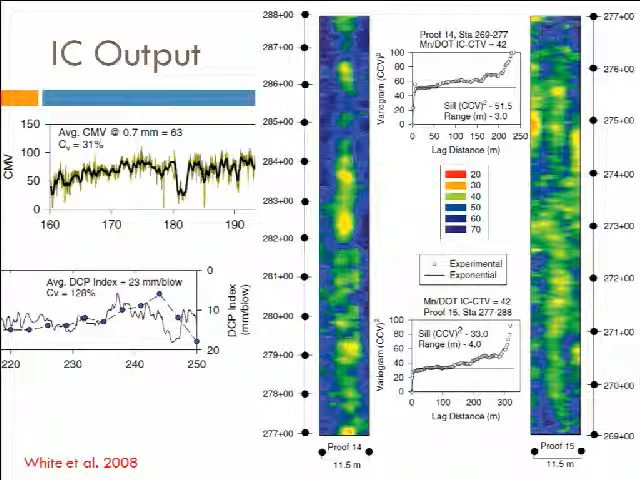 IC Output
150
100
50
0
CMV
Avg. CMV @ 0.7 mm = 63
Cv = 31%
160
170
180
190
Avg. DCP Index = 23 mm/blow
Cv = 128%
0
10
20
DCP Index
(mm/blow)
220
230
240
250
White et al. 2008
288+00
287+00
286+00
285+00
284+00
283+00
282+00
281+00
280+00
279+00
278+00
277+00
Proof 14
11.5 m
Proof 14, Sta 269-277
Mn/DOT IC-CTV = 42
Variogram (CCV)²
100
80
60
40
20
0
Sill (CCV)² - 51.5
Range (m) - 3.0
0
50
100
150
200
250
Lag Distance (m)
20
30
40
50
60
70
Experimental
Exponential
Mn/DOT IC-CTV = 42
Proof 15, Sta 277-288
Variogram (CCV)²
100
80
60
40
20
0
Sill (CCV)² - 33.0
Range (m) - 4.0
0
100
200
300
Lag Distance (m)
277+00
276+00
275+00
274+00
273+00
272+00
271+00
270+00
269+00
Proof 15
11.5 m